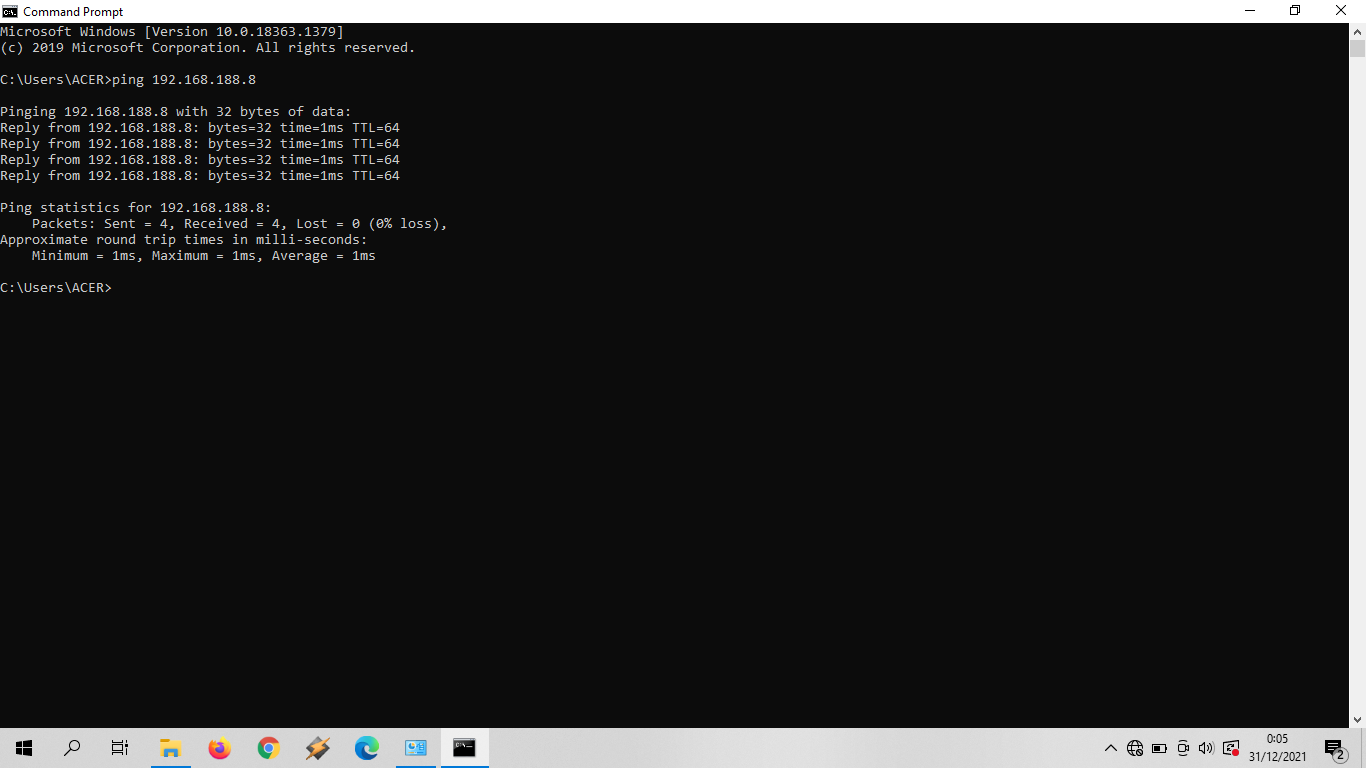 Command Prompt
Microsoft Windows [Version 10.0.18363.1379]
(c) 2019 Microsoft Corporation. All rights reserved.
C:\Users\ACER>ping 192.168.188.8
Pinging 192.168.188.8 with 32 bytes of data:
Reply from 192.168.188.8: bytes=32 time=1ms TTL=64
Reply from 192.168.188.8: bytes=32 time=1ms TTL=64
Reply from 192.168.188.8: bytes=32 time=1ms TTL=64
Reply from 192.168.188.8: bytes=32 time=1ms TTL=64
Ping statistics for 192.168.188.8:
    Packets: Sent = 4, Received = 4, Lost = 0 (0% loss),
Approximate round trip times in milli-seconds:
    Minimum = 1ms, Maximum = 1ms, Average = 1ms
C:\Users\ACER>
0:05
31/12/2021
2